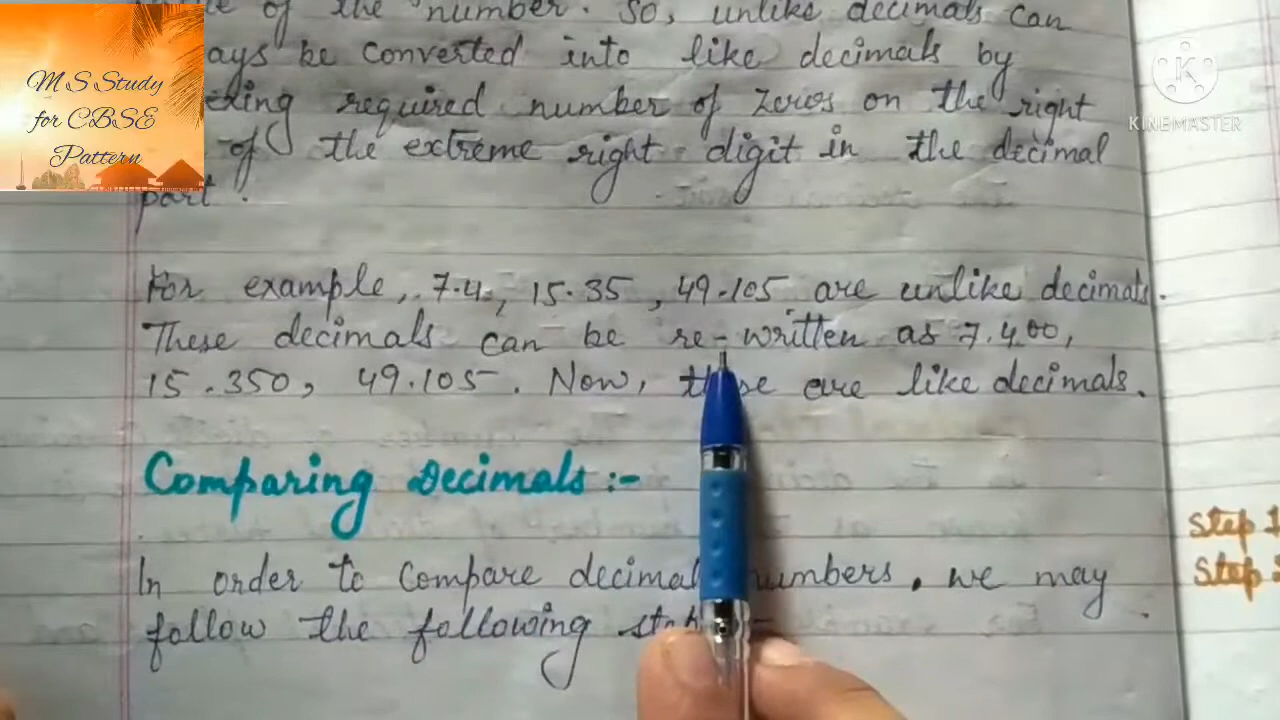 of the number. So, unlike decimals can
be converted into like decimals by
required number of zeros on the right
of the extreme right digit in the decimal
part.
For example, 7.4, 15.35, 49.105 are unlike decimals.
These decimals can be re-written as 7.400,
15.350, 49.105. Now, these are like decimals.
Comparing Decimals :-
In order to compare decimal numbers, we may
follow the following
M S Study
for CBSE
Pattern
KINEMASTER
Step 1
Step